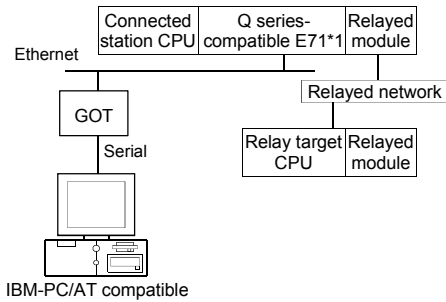 Connected
station CPU
Q series-
compatible E71*1
Relayed
module
Ethernet
GOT
Relayed network
Serial
Relay target
CPU
Relayed
module
IBM-PC/AT compatible